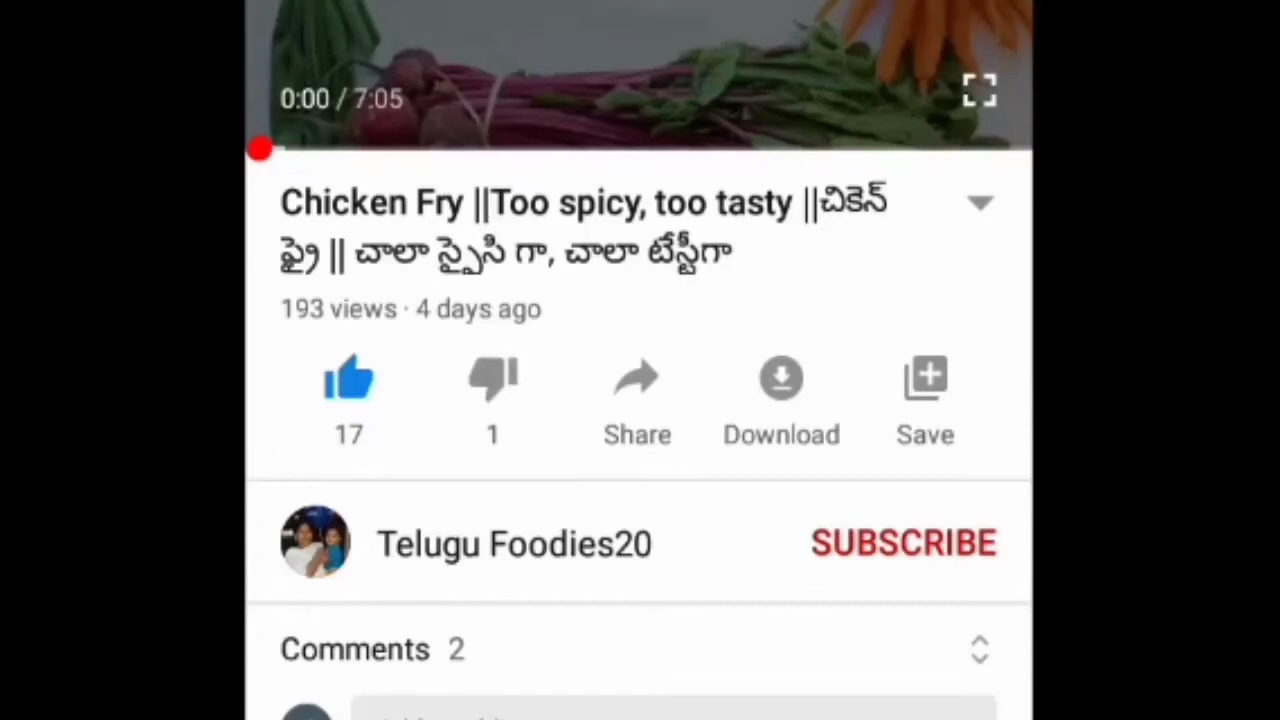 0:00 / 7:05
Chicken Fry ||Too spicy, too tasty ||చికెన్
ఫ్రై || చాలా స్పైసి గా, చాలా టేస్టీగా
193 views · 4 days ago
17
1
Share
Download
Save
Telugu Foodies20
SUBSCRIBE
Comments 2